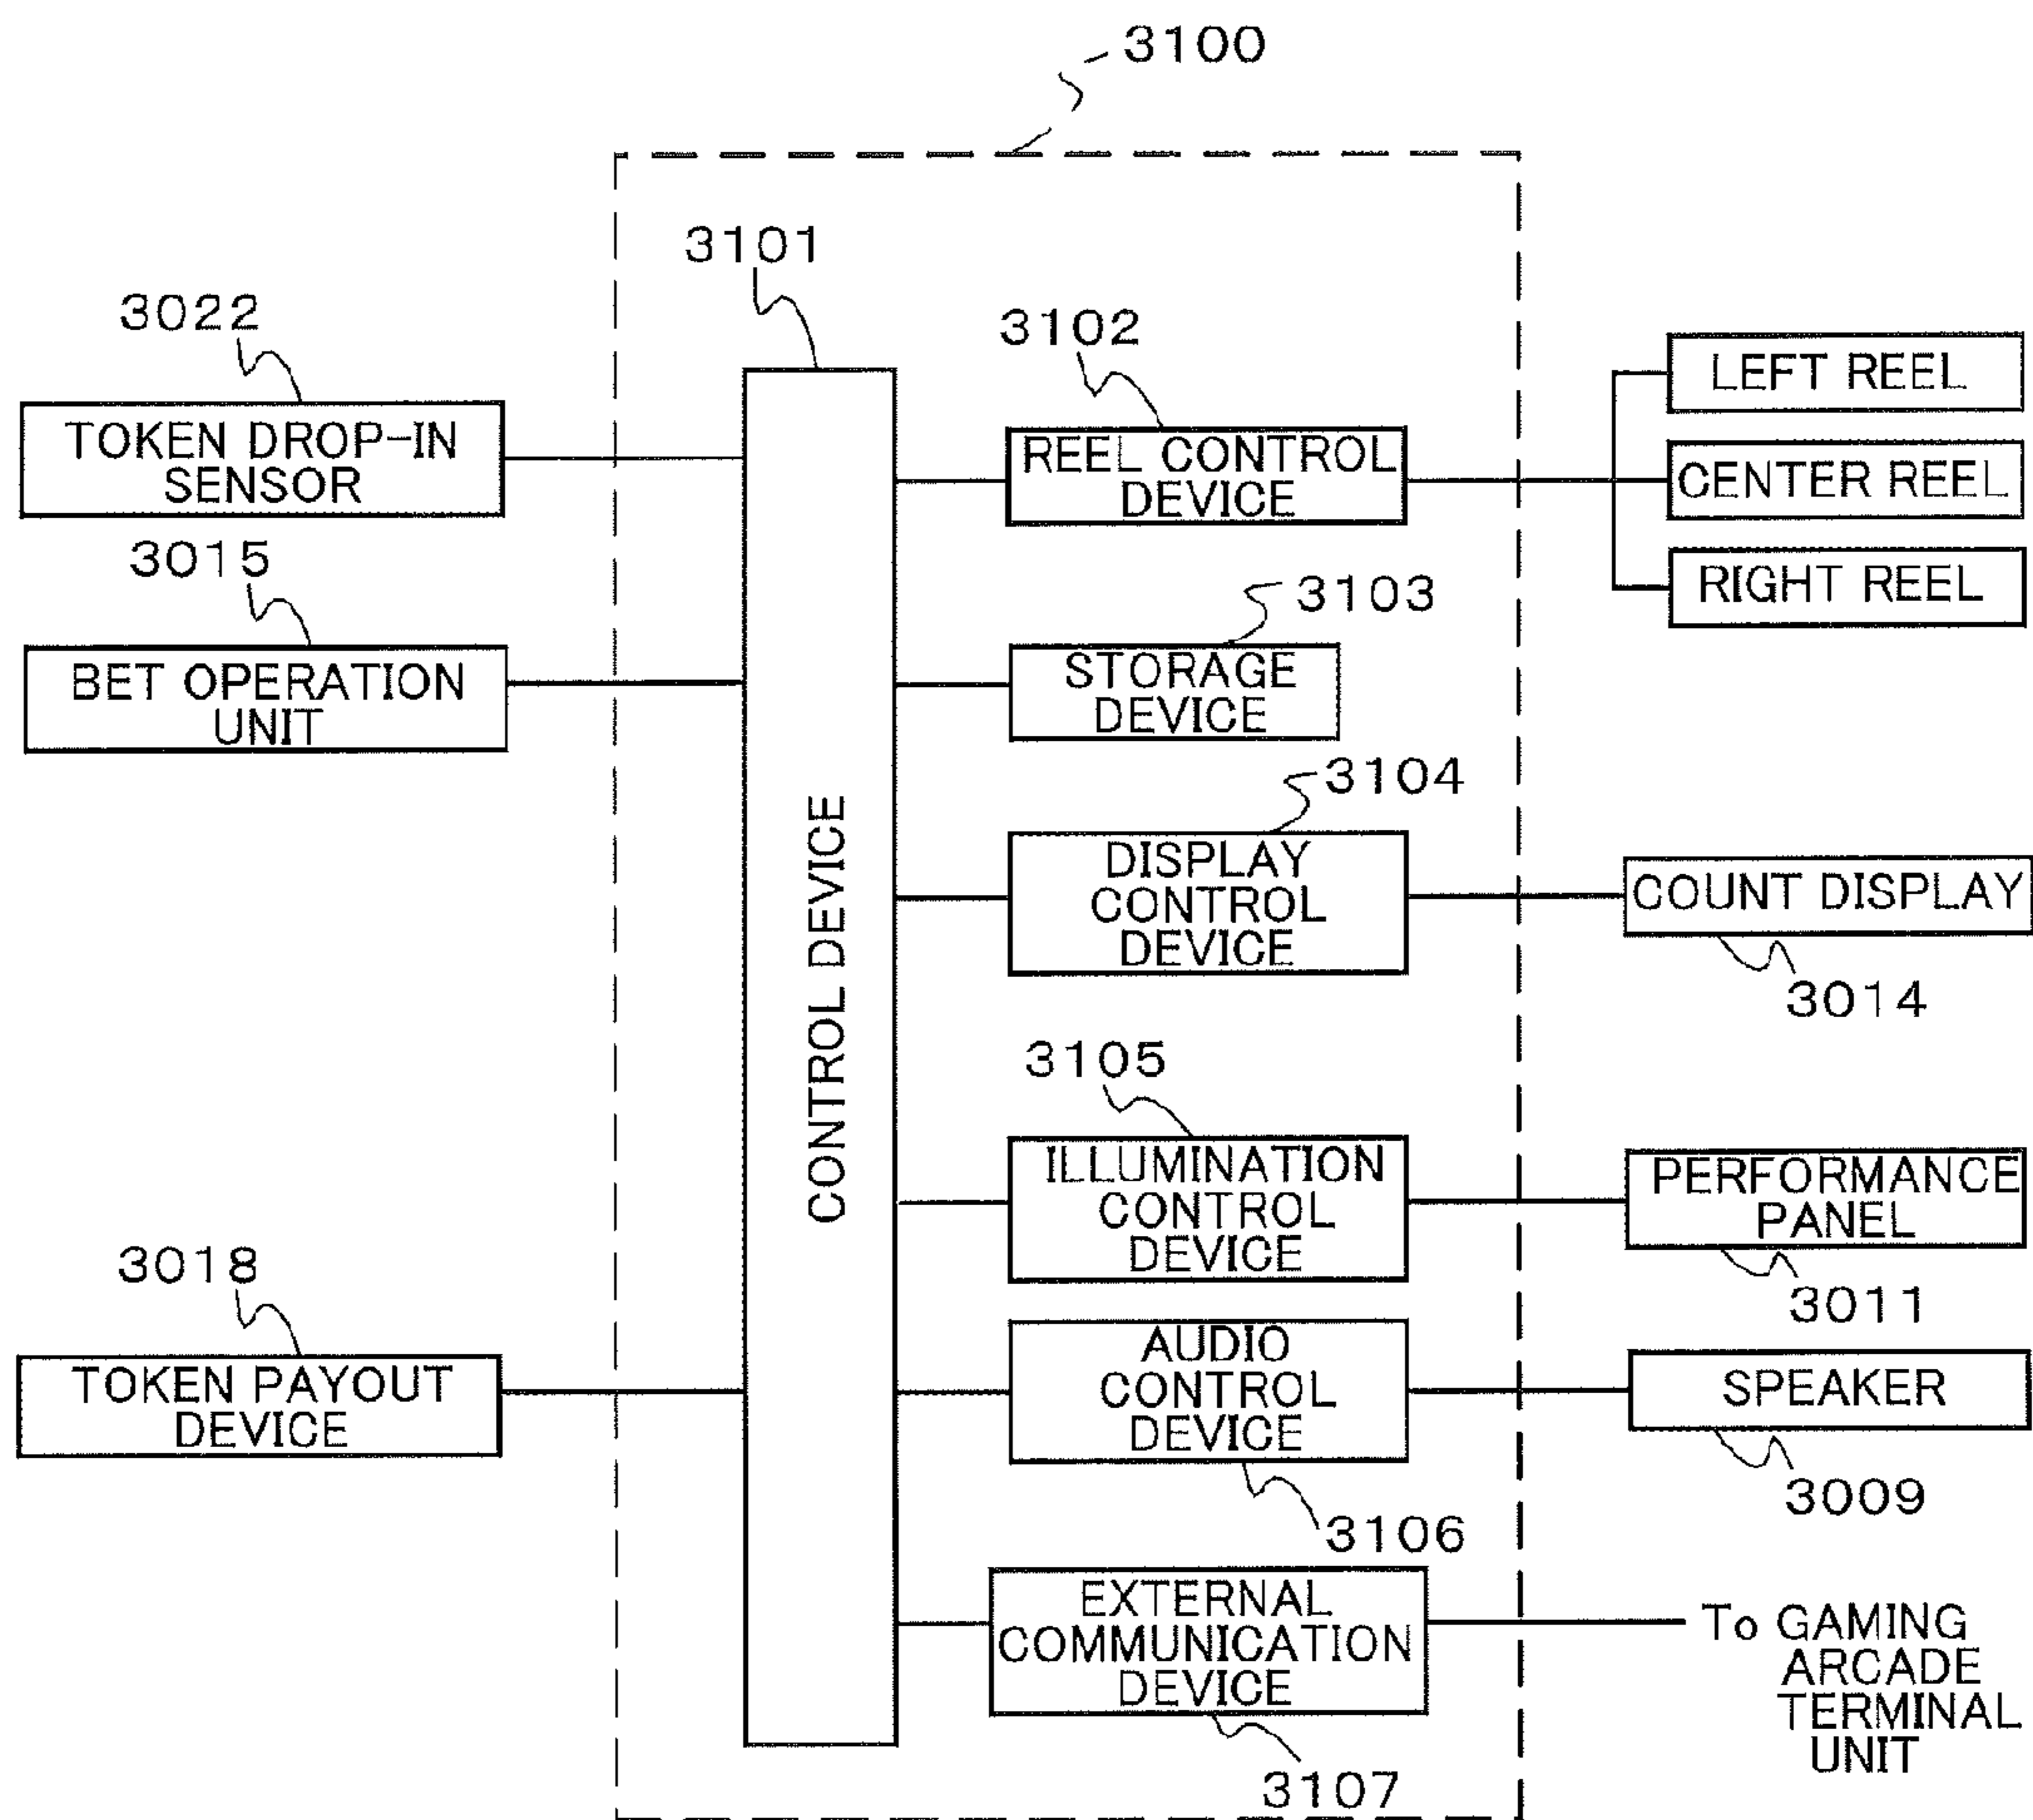 3100
3101
3022
TOKEN DROP-IN
SENSOR
3102
REEL CONTROL
DEVICE
LEFT REEL
CENTER REEL
RIGHT REEL
3015
BET OPERATION
UNIT
3103
STORAGE
DEVICE
3104
DISPLAY
CONTROL
DEVICE
COUNT DISPLAY
3014
CONTROL DEVICE
3105
ILLUMINATION
CONTROL
DEVICE
PERFORMANCE
PANEL
3011
3018
TOKEN PAYOUT
DEVICE
AUDIO
CONTROL
DEVICE
3106
SPEAKER
3009
EXTERNAL
COMMUNICATION
DEVICE
3107
To GAMING
ARCADE
TERMINAL
UNIT